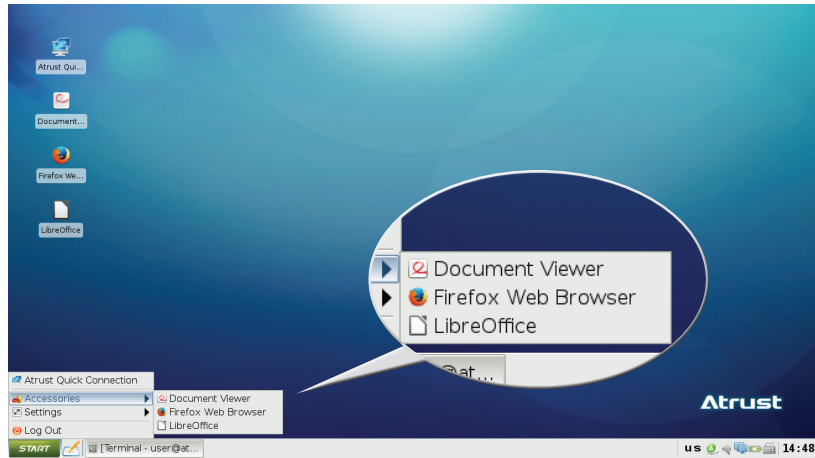 Atrust Qui...
Document...
Firefox We...
LibreOffice
Document Viewer
Firefox Web Browser
LibreOffice
@at...
Atrust Quick Connection
Accessories
Document Viewer
Settings
Firefox Web Browser
LibreOffice
Log Out
Atrust
START
[Terminal - user@at...
us
14:48